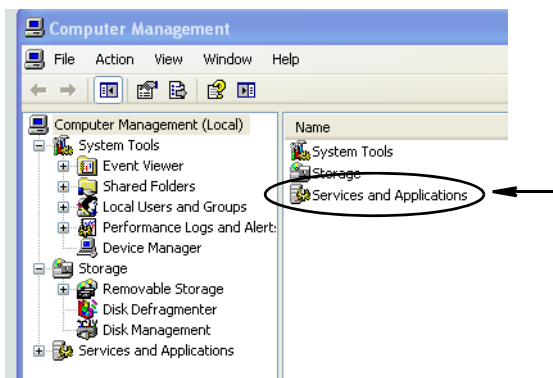 Computer Management
File Action View Window Help
Computer Management (Local)
System Tools
Event Viewer
Shared Folders
Local Users and Groups
Performance Logs and Alert
Device Manager
Storage
Removable Storage
Disk Defragmenter
Disk Management
Services and Applications
Name
System Tools
Storage
Services and Applications